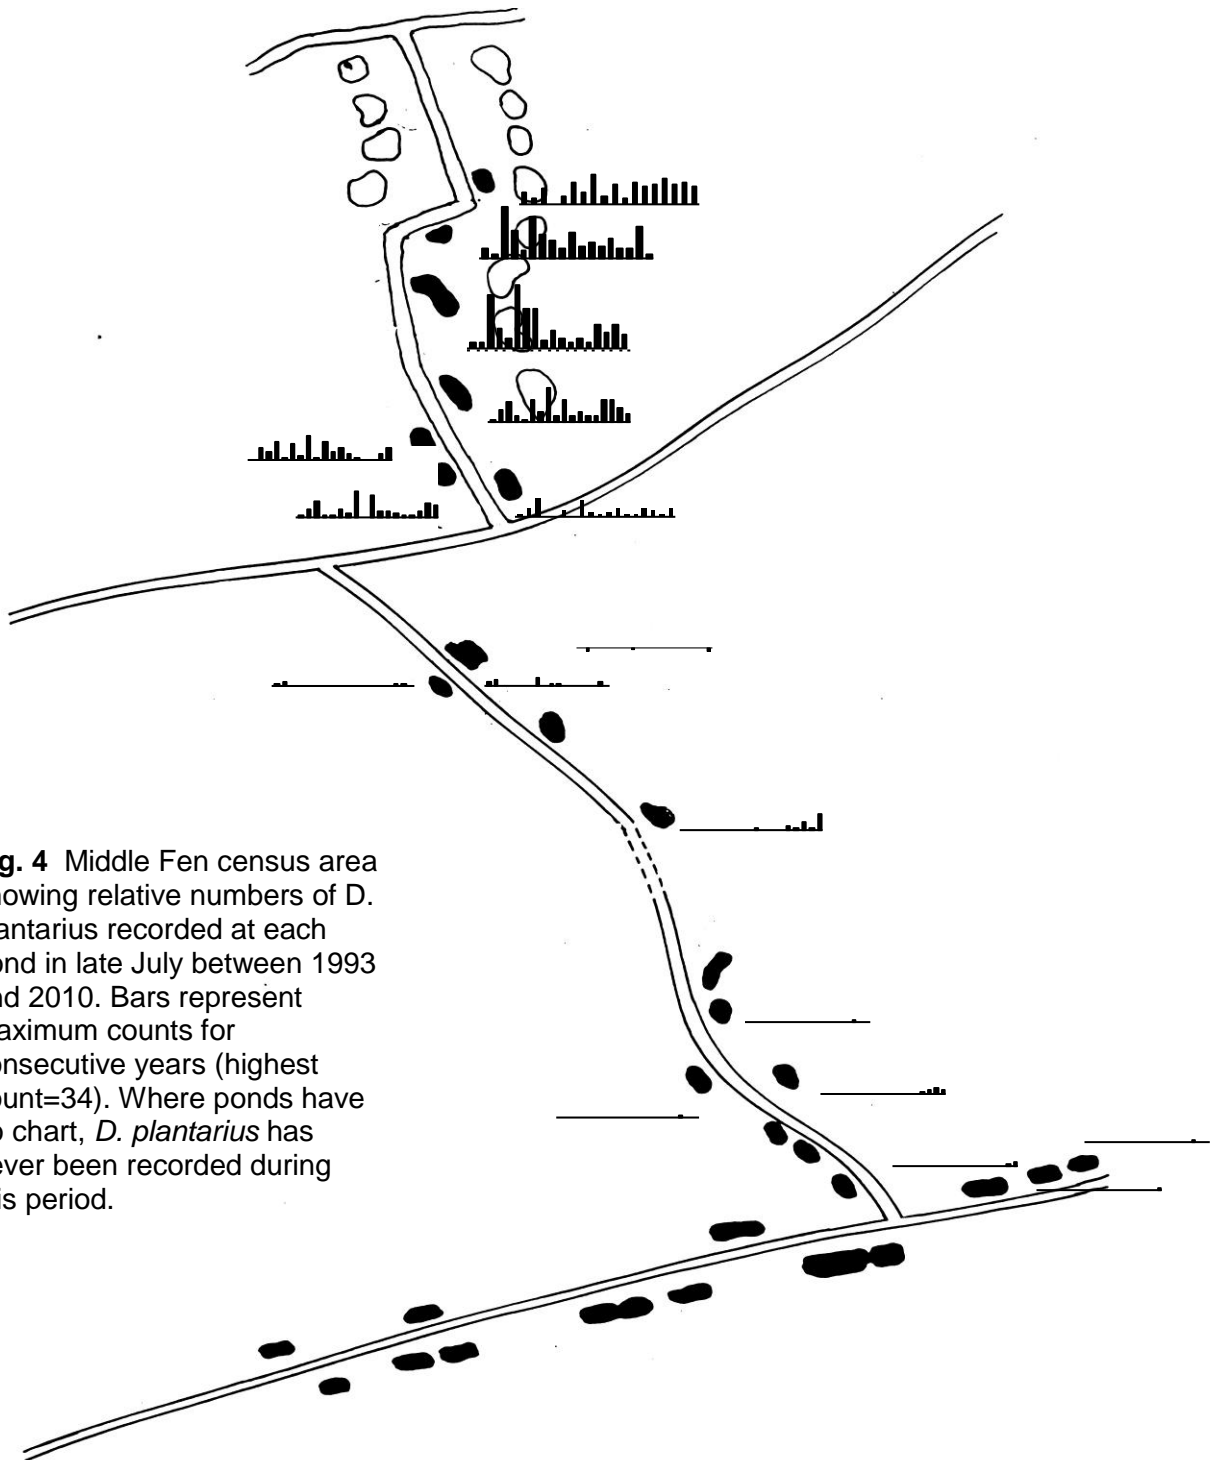 g. 4 Middle Fen census area
owing relative numbers of D.
antarius recorded at each
ond in late July between 1993
nd 2010. Bars represent
aximum counts for
onsecutive years (highest
ount=34). Where ponds have
o chart, D. plantarius has
ever been recorded during
is period.